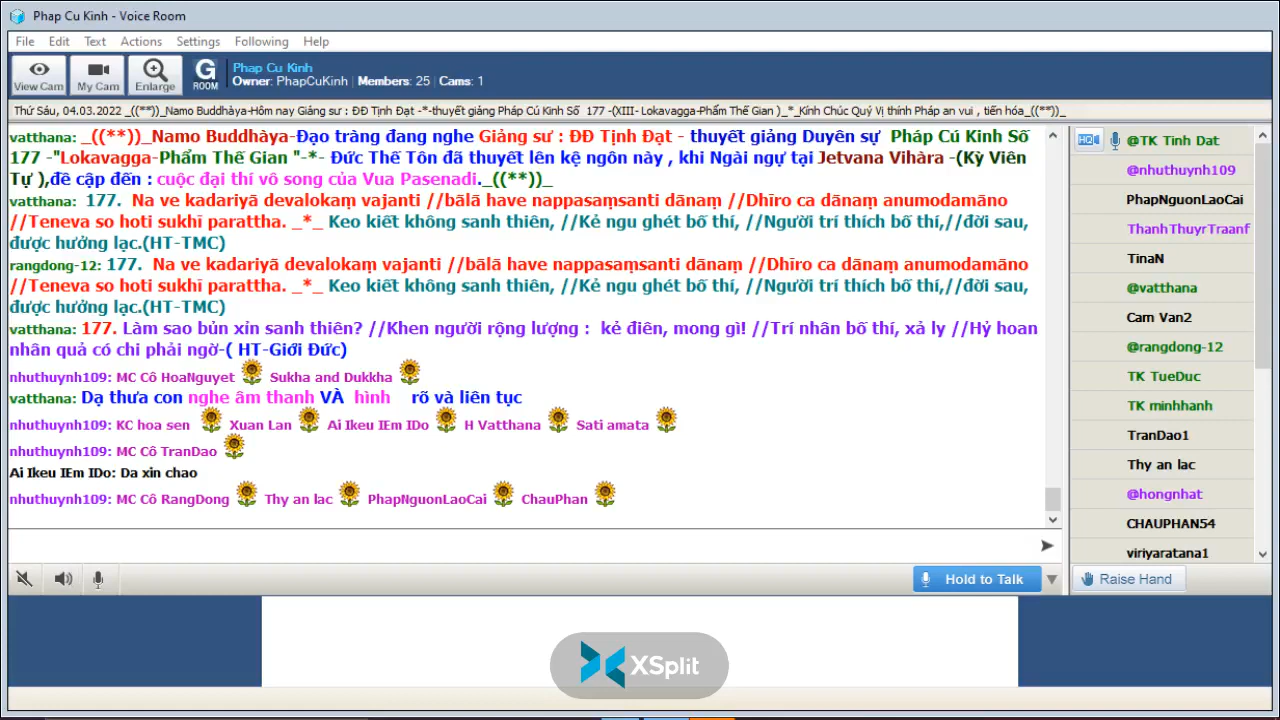 Phap Cu Kinh - Voice Room
File Edit Text Actions Settings Following Help
View Cam My Cam Enlarge G ROOM
Phap Cu Kinh
Owner: PhapCuKinh | Members: 25 | Cams: 1
Thứ Sáu, 04.03.2022 _((**))_Namo Buddhàya-Hôm nay Giảng sư : ĐĐ Tịnh Đạt -*-thuyết giảng Pháp Cú Kinh Số 177 -(XIII- Lokavagga-Phẩm Thế Gian )_*_Kính Chúc Quý Vị thính Pháp an vui , tiến hóa_((**))_
vatthana: _((**))_Namo Buddhàya-Đạo tràng đang nghe Giảng sư : ĐĐ Tịnh Đạt - thuyết giảng Duyên sự Pháp Cú Kinh Số
177 -"Lokavagga-Phẩm Thế Gian "-*- Đức Thế Tôn đã thuyết lên kệ ngôn này , khi Ngài ngự tại Jetvana Vihàra -(Kỳ Viên
Tự ),đề cập đến : cuộc đại thí vô song của Vua Pasenadi._((**))_
vatthana: 177. Na ve kadariyā devalokaṃ vajanti //bālā have nappasaṃsanti dānaṃ //Dhīro ca dānaṃ anumodamāno
//Teneva so hoti sukhī parattha. _*_ Keo kiết không sanh thiên, //Kẻ ngu ghét bố thí, //Người trí thích bố thí,//đời sau,
được hưởng lạc.(HT-TMC)
rangdong-12: 177. Na ve kadariyā devalokaṃ vajanti //bālā have nappasaṃsanti dānaṃ //Dhīro ca dānaṃ anumodamāno
//Teneva so hoti sukhī parattha. _*_ Keo kiết không sanh thiên, //Kẻ ngu ghét bố thí, //Người trí thích bố thí,//đời sau,
được hưởng lạc.(HT-TMC)
vatthana: 177. Làm sao bủn xỉn sanh thiên? //Khen người rộng lượng : kẻ điên, mong gì! //Trí nhân bố thí, xả ly //Hỷ hoan
nhân quả có chi phải ngờ-( HT-Giới Đức)
nhuthuynh109: MC Cô HoaNguyet Sukha and Dukkha
vatthana: Dạ thưa con nghe âm thanh VÀ hình rõ và liên tục
nhuthuynh109: KC hoa sen Xuan Lan Ai Ikeu IEm IDo H Vatthana Sati amata
nhuthuynh109: MC Cô TranDao
Ai Ikeu IEm IDo: Da xin chao
nhuthuynh109: MC Cô RangDong Thy an lac PhapNguonLaoCai ChauPhan
HQ
@TK Tinh Dat
@nhuthuynh109
PhapNguonLaoCai
ThanhThuyrTraanf
TinaN
@vatthana
Cam Van2
@rangdong-12
TK TueDuc
TK minhhanh
TranDao1
Thy an lac
@hongnhat
CHAUPHAN54
viriyaratana1
Hold to Talk
Raise Hand
XSplit